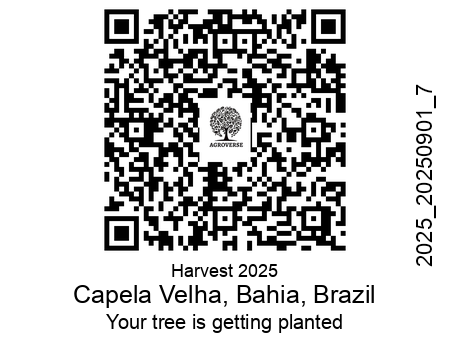 AGROVERSE
Harvest 2025
Capela Velha, Bahia, Brazil
Your tree is getting planted
2025_20250901_7